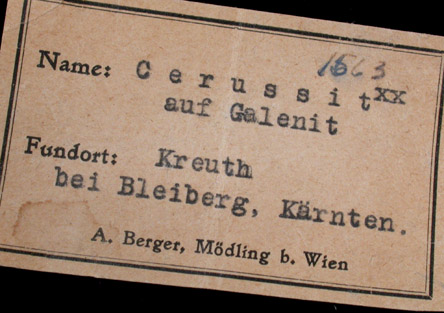 1563
Name: Cerussit xx
auf Galenit
Fundort: Kreuth
bei Bleiberg, Kärnten.
A. Berger, Mödling b. Wien